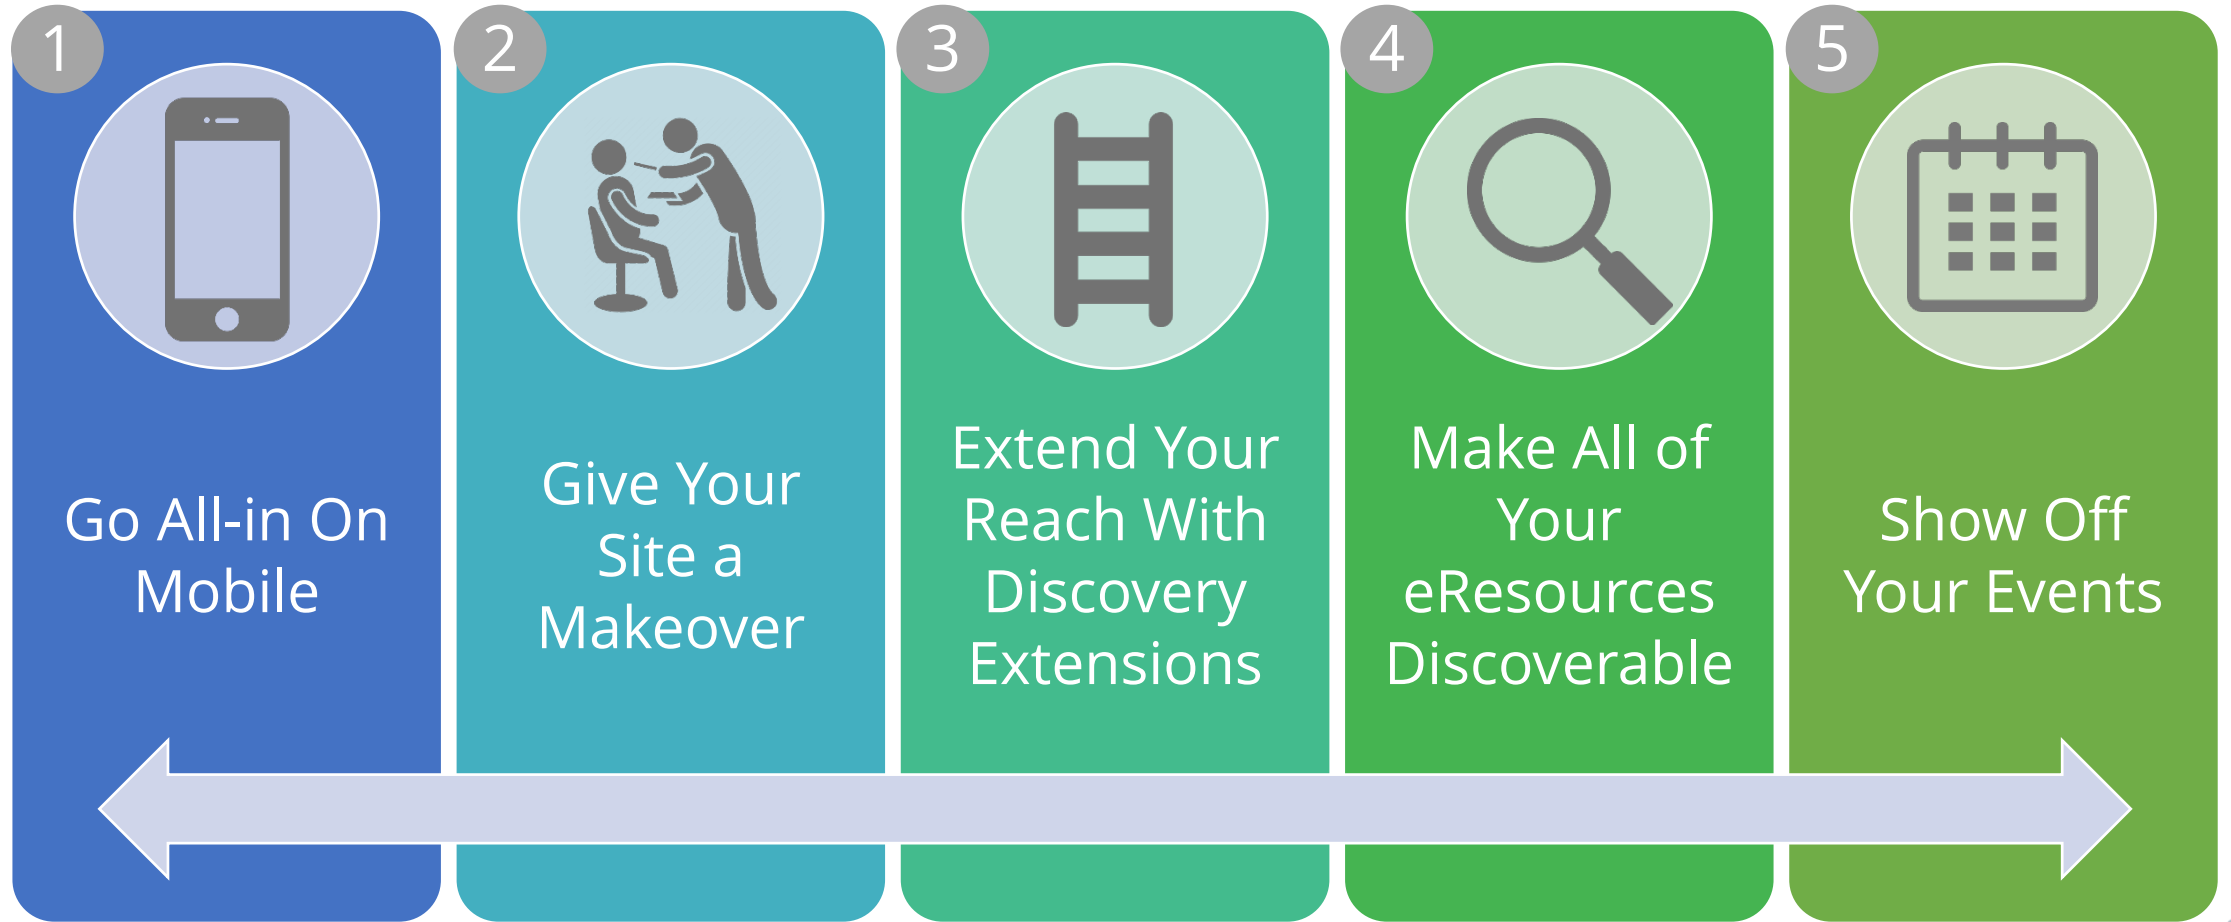 1
Go All-in On
Mobile
2
Give Your
Site a
Makeover
3
Extend Your
Reach With
Discovery
Extensions
4
Make All of
Your
eResources
Discoverable
5
Show Off
Your Events